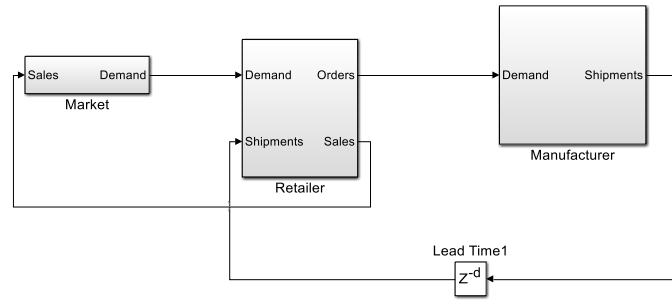 Sales Demand
Market
Demand Orders
Shipments Sales
Retailer
Demand Shipments
Manufacturer
Lead Time1
Z-d